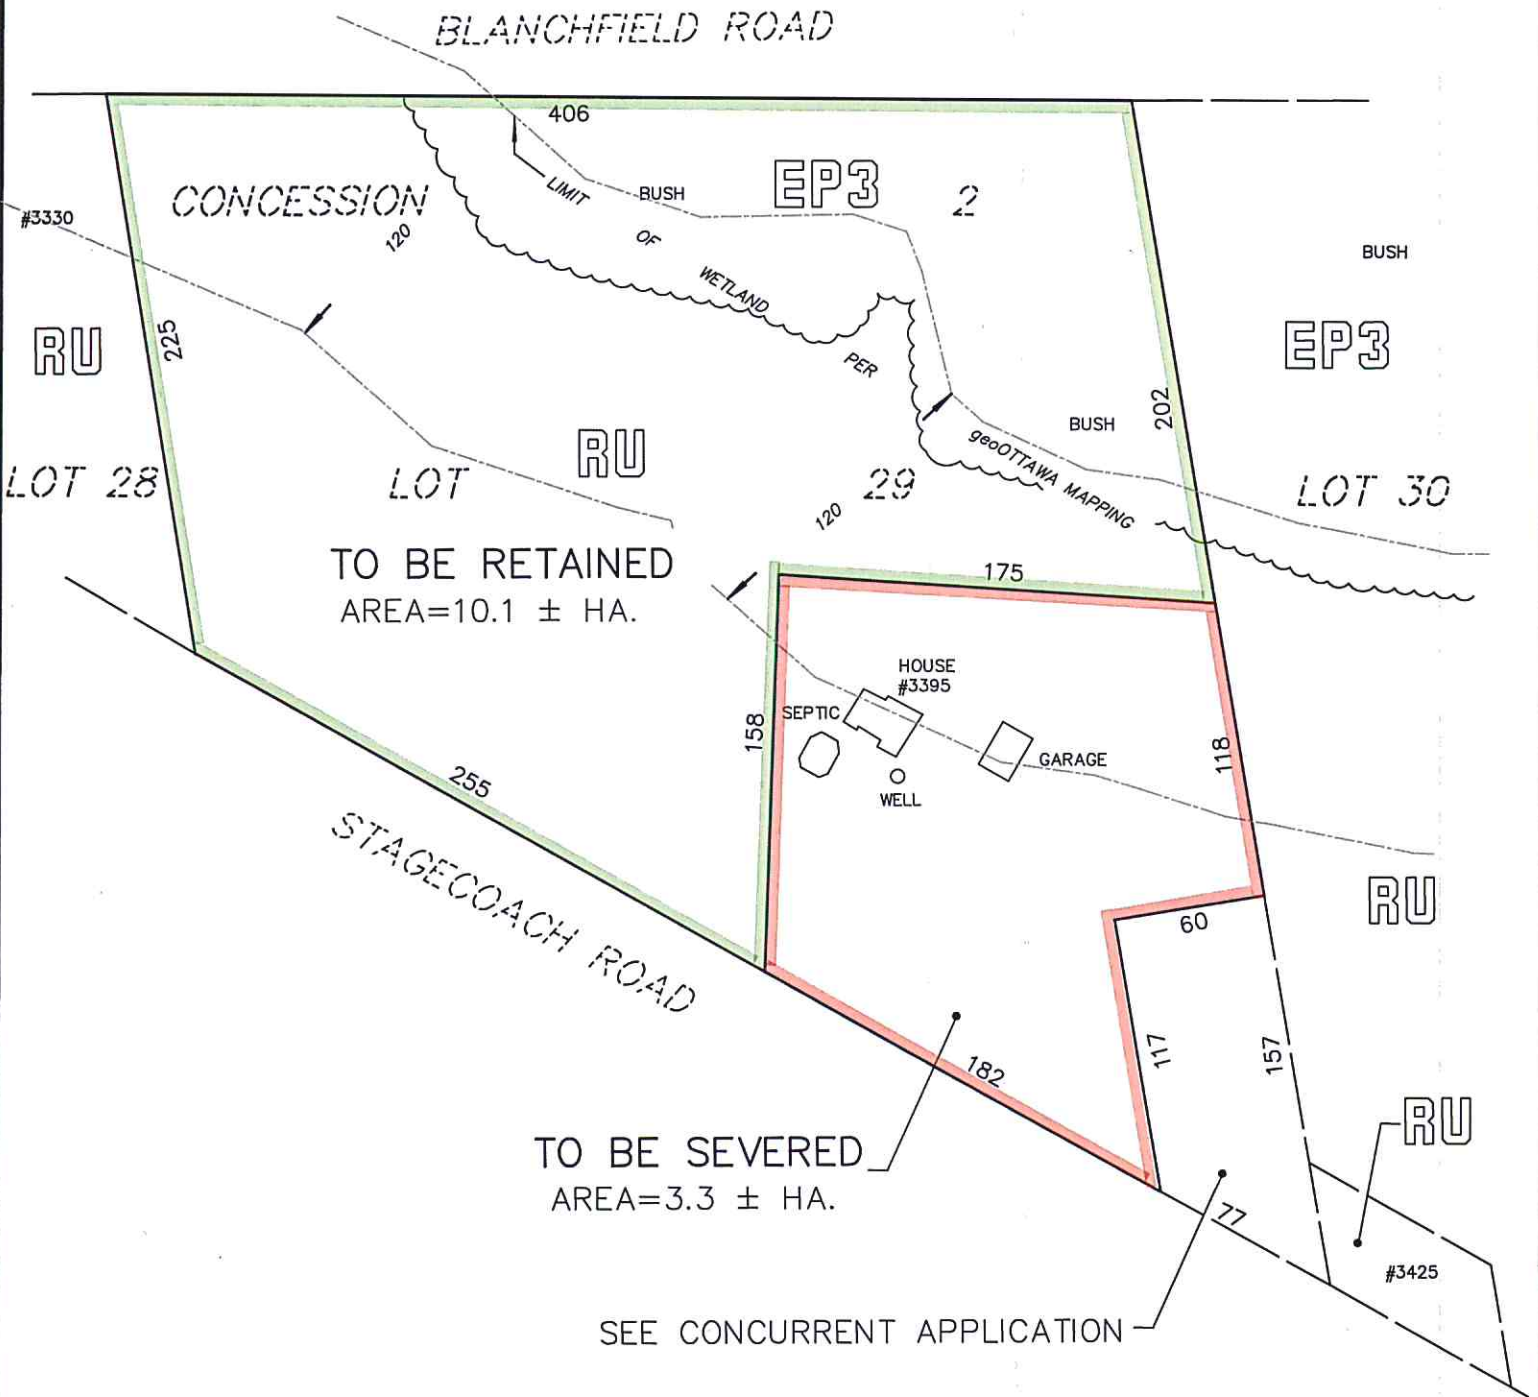 BLANCHFIELD ROAD
406
CONCESSION
EP3
2
LIMIT
BUSH
#3330
120
OF
BUSH
WETLAND
RU
225
EP3
PER
202
BUSH
RU
geoOTTAWA MAPPING
LOT 28
LOT
29
LOT 30
120
TO BE RETAINED
AREA=10.1 ± HA.
175
HOUSE
#3395
SEPTIC
158
118
GARAGE
WELL
255
STAGECOACH ROAD
RU
60
117
157
182
RU
TO BE SEVERED
AREA=3.3 ± HA.
77
#3425
SEE CONCURRENT APPLICATION